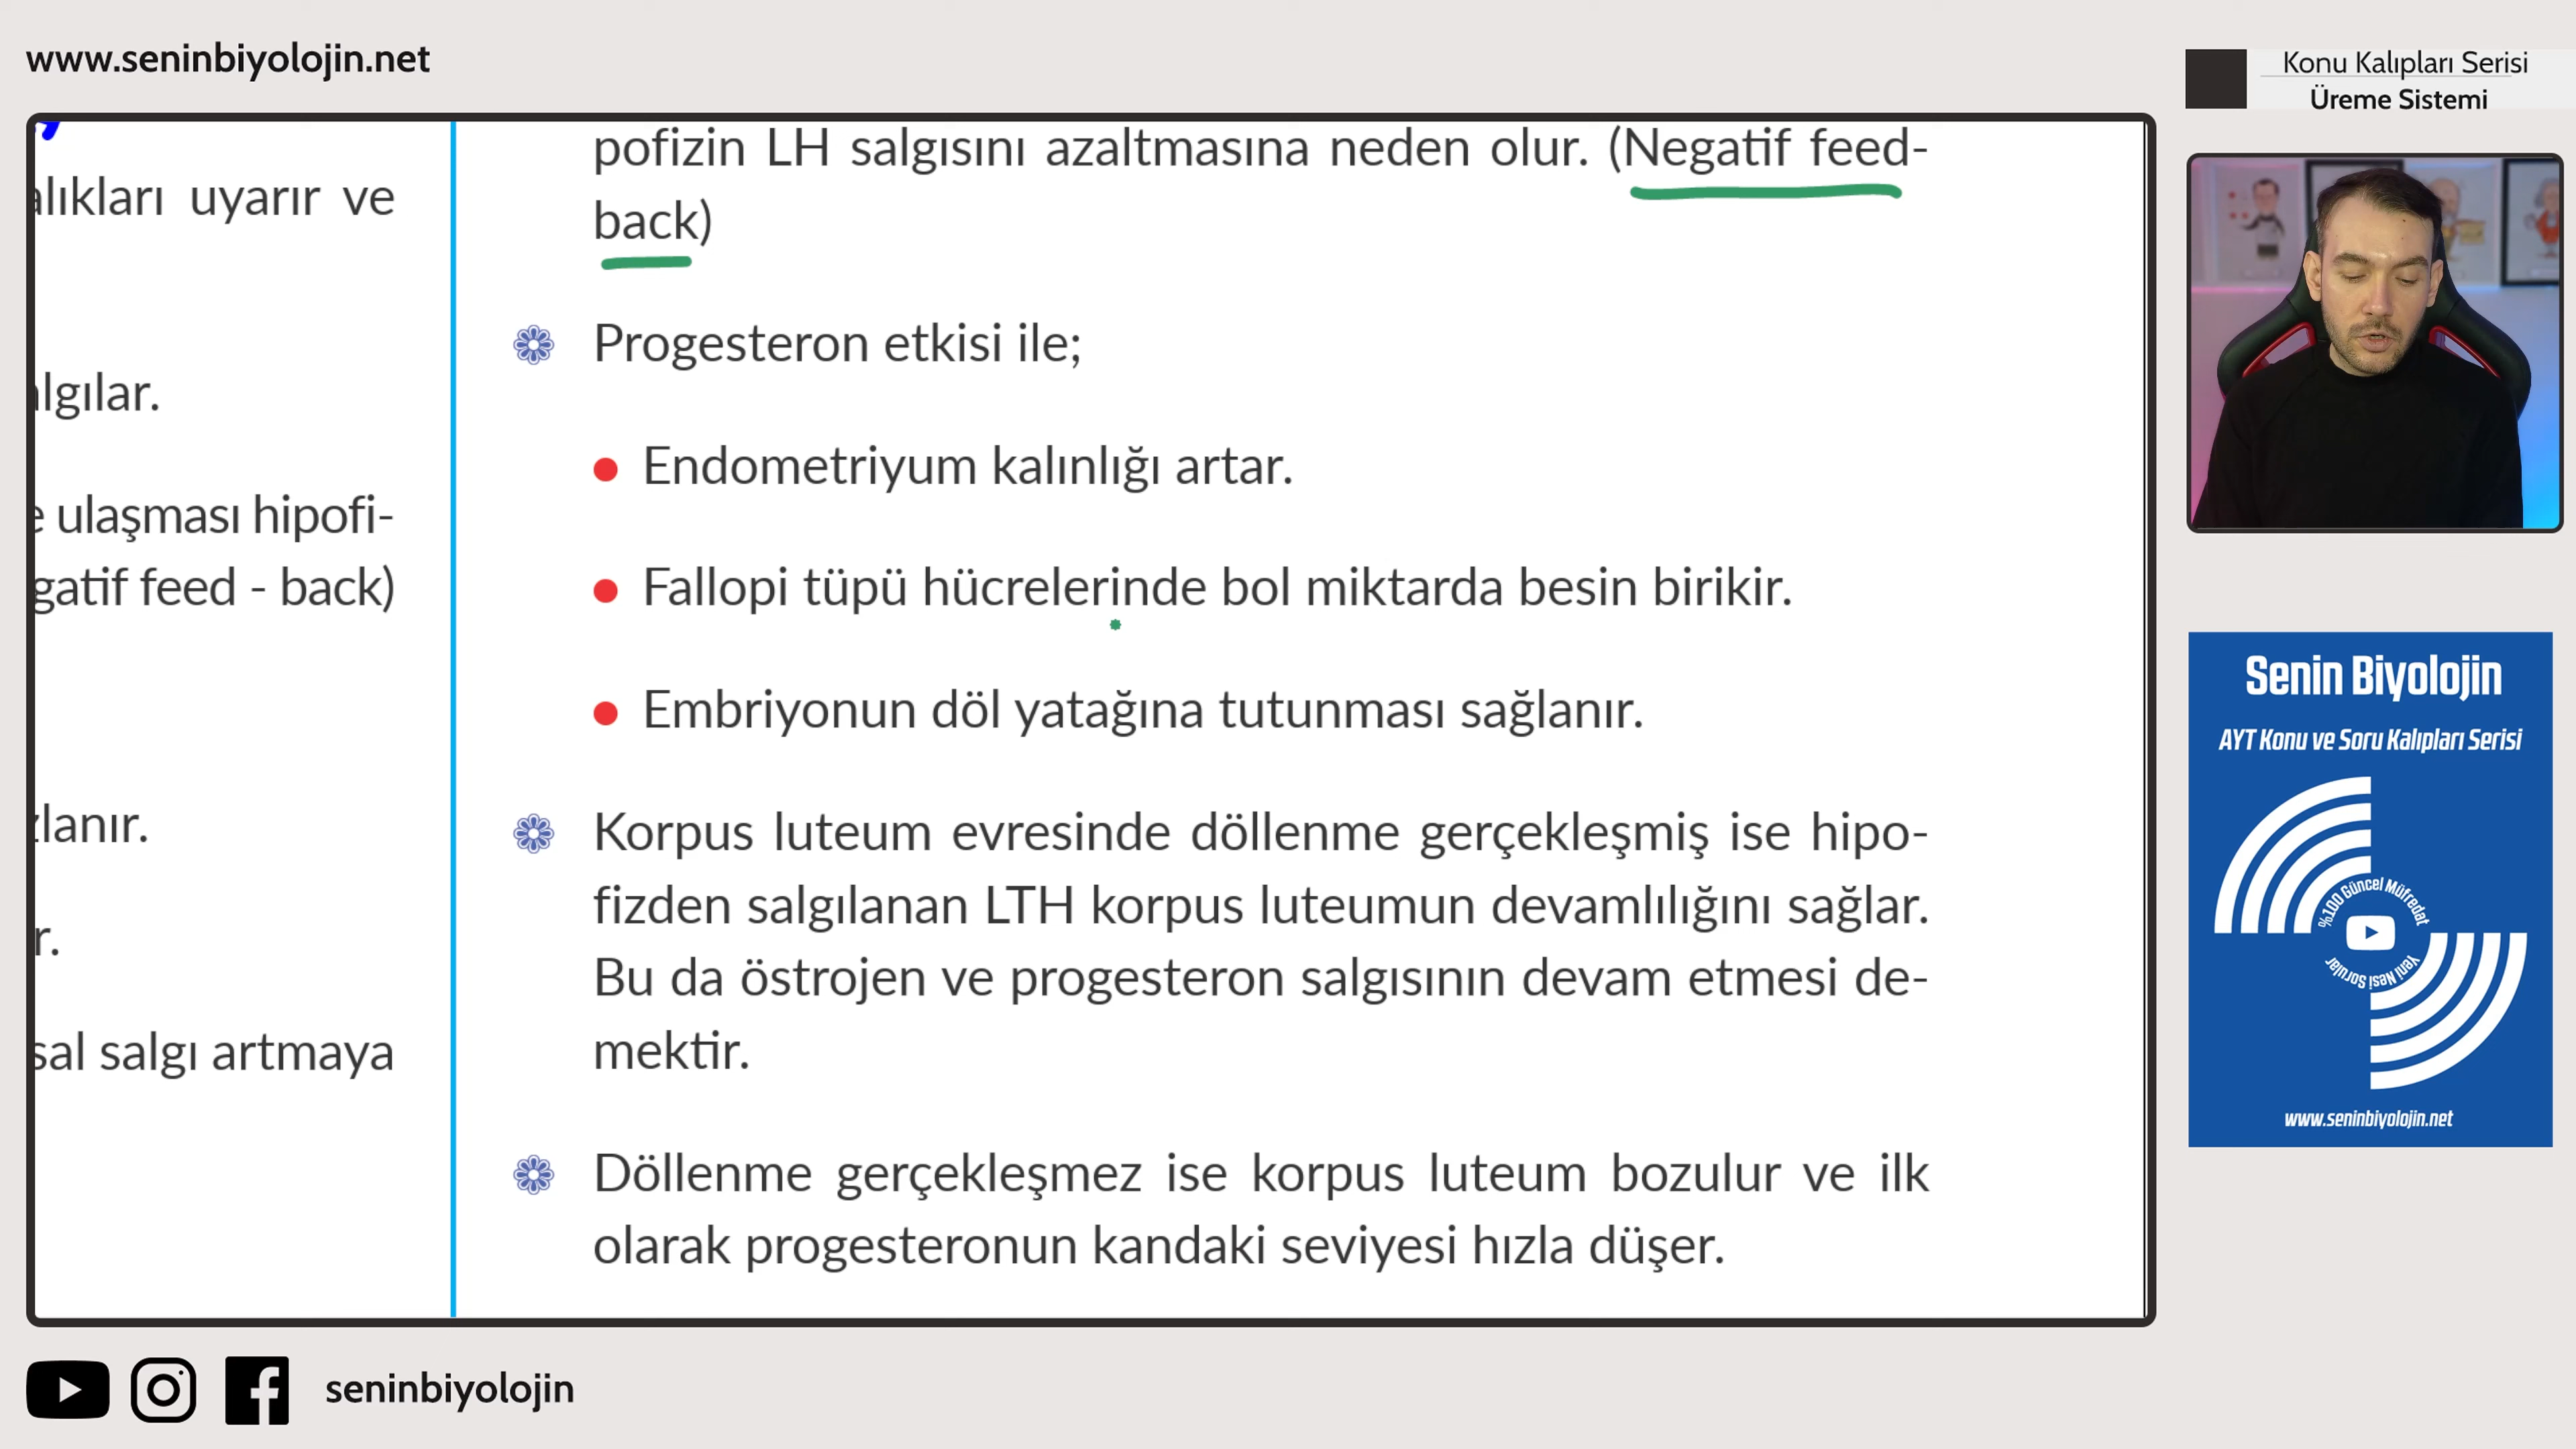 www.seninbiyolojin.net
Konu Kalıpları Serisi
Üreme Sistemi
alıkları uyarır ve
algılar.
e ulaşması hipofi-
gatif feed - back)
zlanır.
r.
sal salgı artmaya
pofizin LH salgısını azaltmasına neden olur. (Negatif feed-
back)
Progesteron etkisi ile;
Endometriyum kalınlığı artar.
Fallopi tüpü hücrelerinde bol miktarda besin birikir.
Embriyonun döl yatağına tutunması sağlanır.
Korpus luteum evresinde döllenme gerçekleşmiş ise hipo-
fizden salgılanan LTH korpus luteumun devamlılığını sağlar.
Bu da östrojen ve progesteron salgısının devam etmesi de-
mektir.
Döllenme gerçekleşmez ise korpus luteum bozulur ve ilk
olarak progesteronun kandaki seviyesi hızla düşer.
Senin Biyolojin
AYT Konu ve Soru Kalıpları Serisi
%100 Güncel Müfredat
Yeni Nesi Sorular
www.seninbiyolojin.net
seninbiyolojin